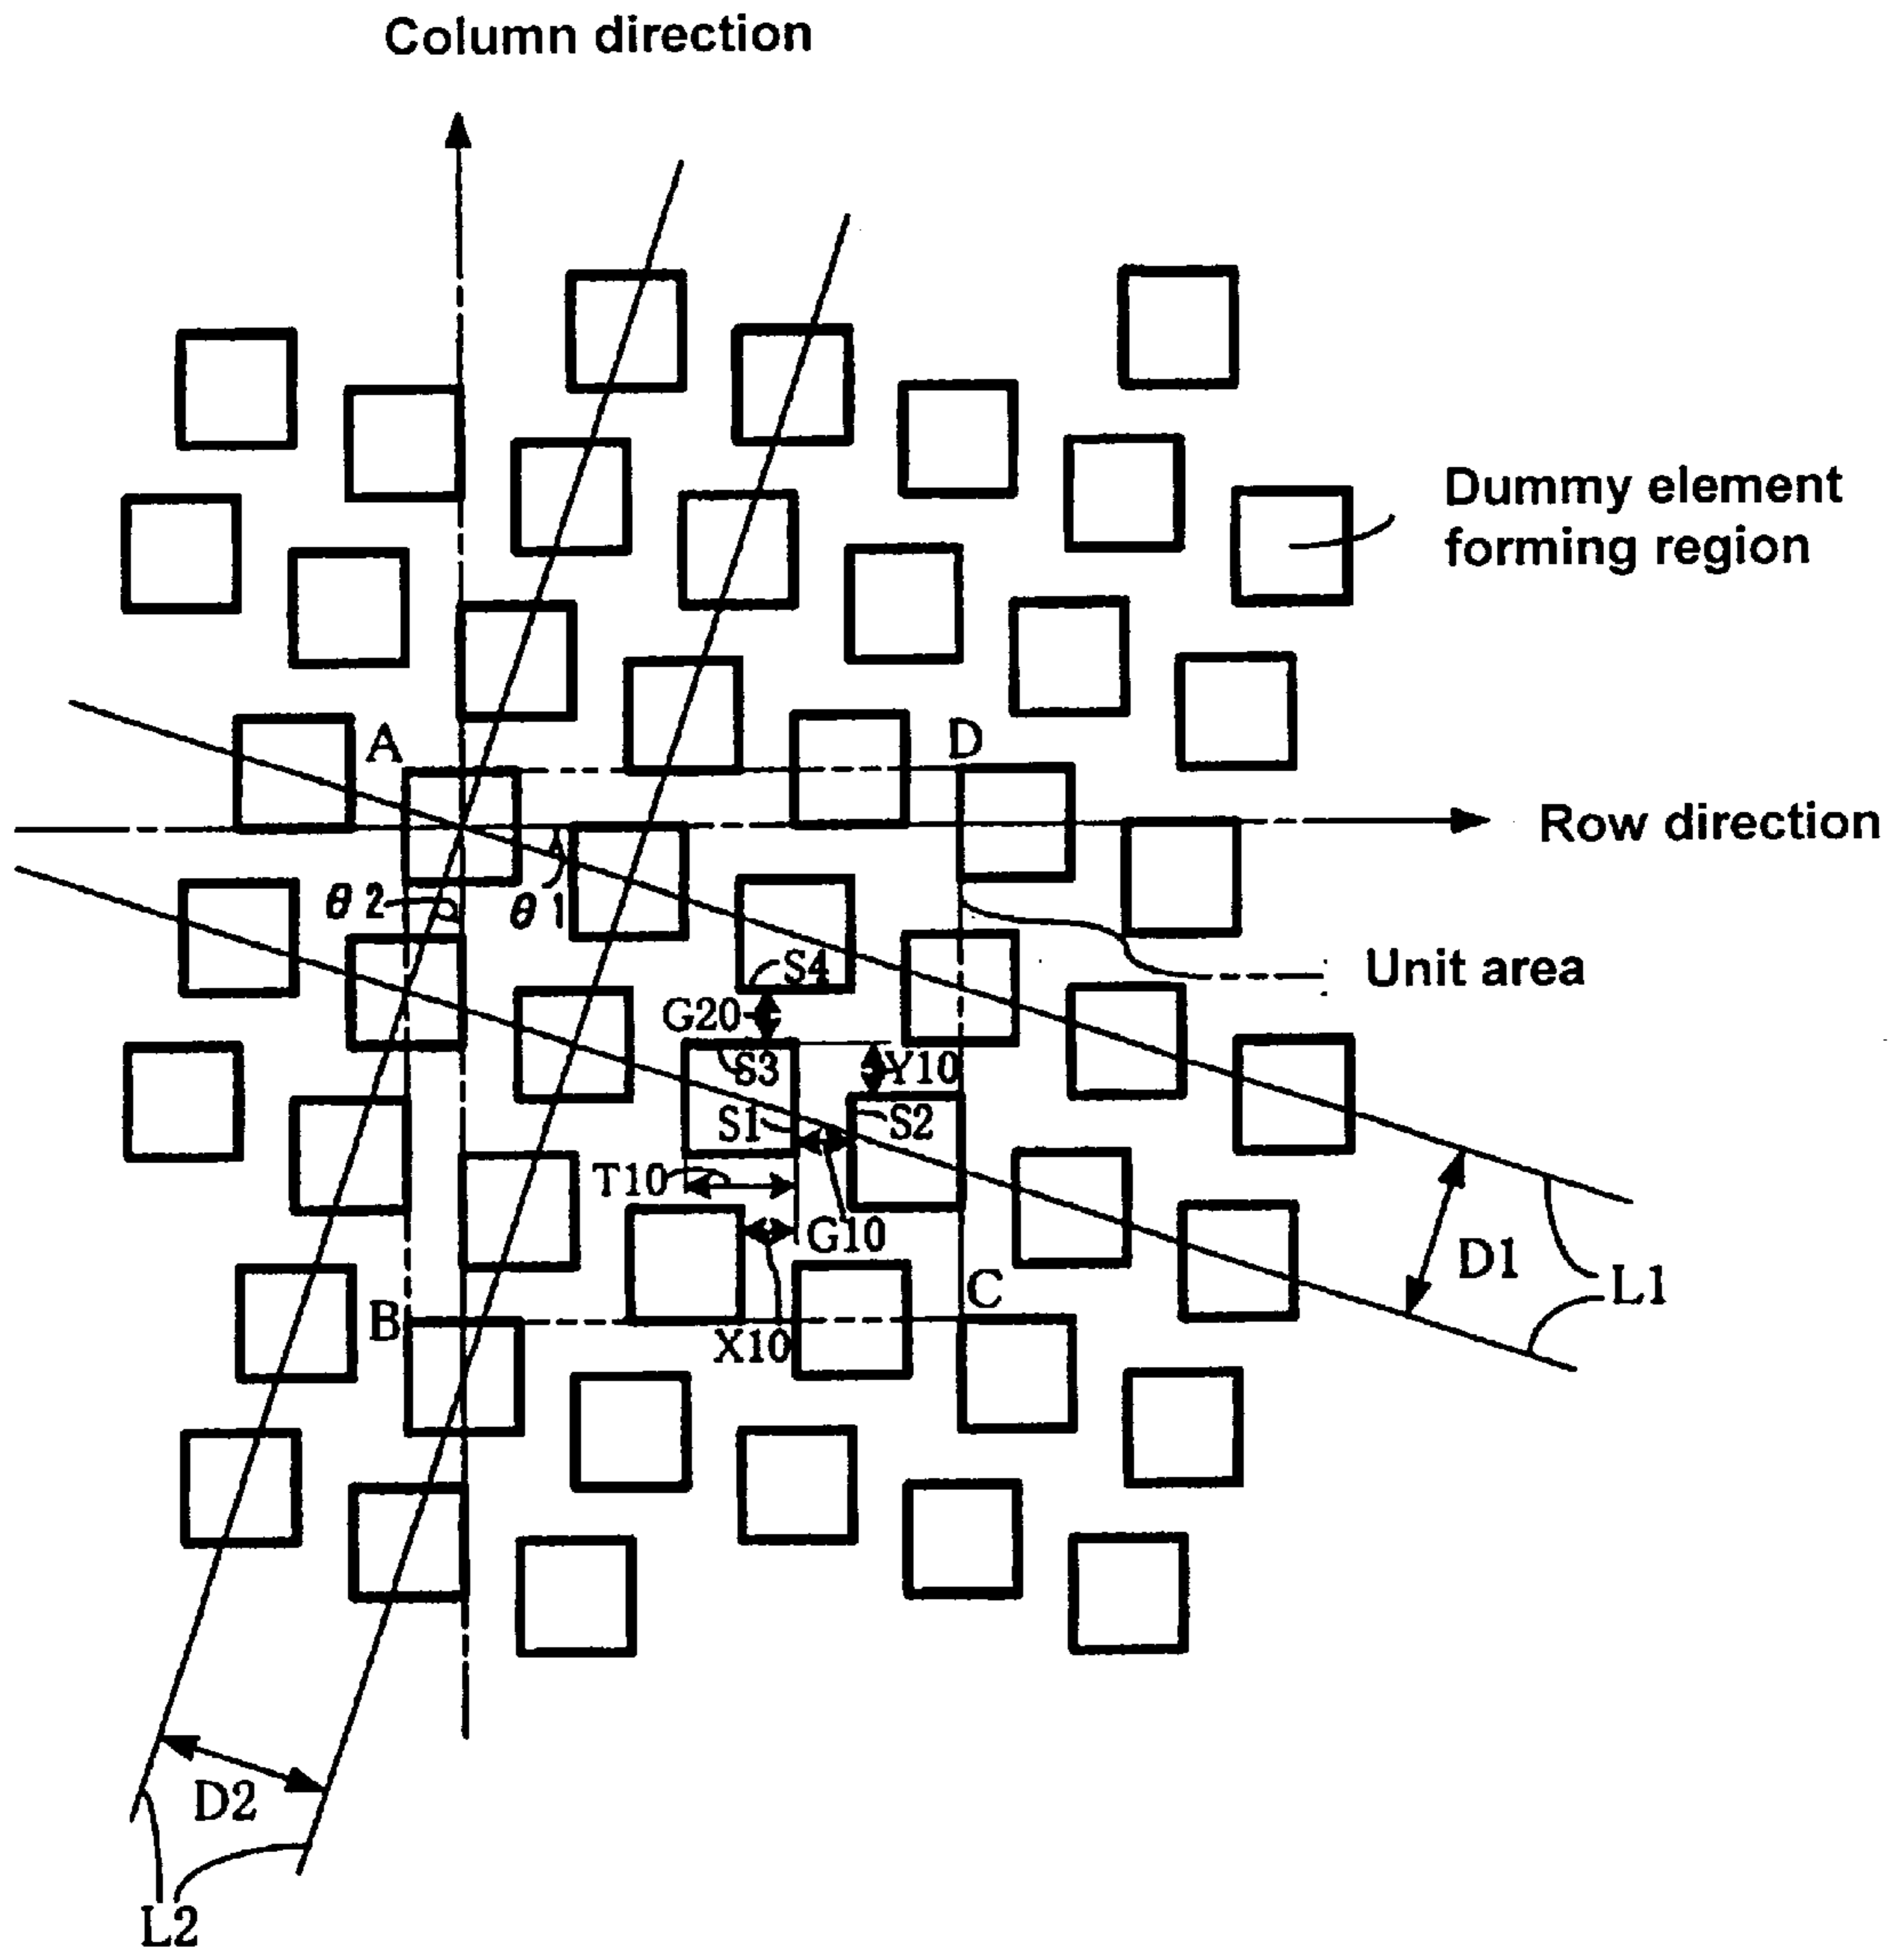 Column direction
Dummy element
forming region
A
D
Row direction
θ2
θ1
S4
Unit area
G20
S3
Y10
S1
S2
T10
G10
D1
C
L1
B
X10
D2
L2